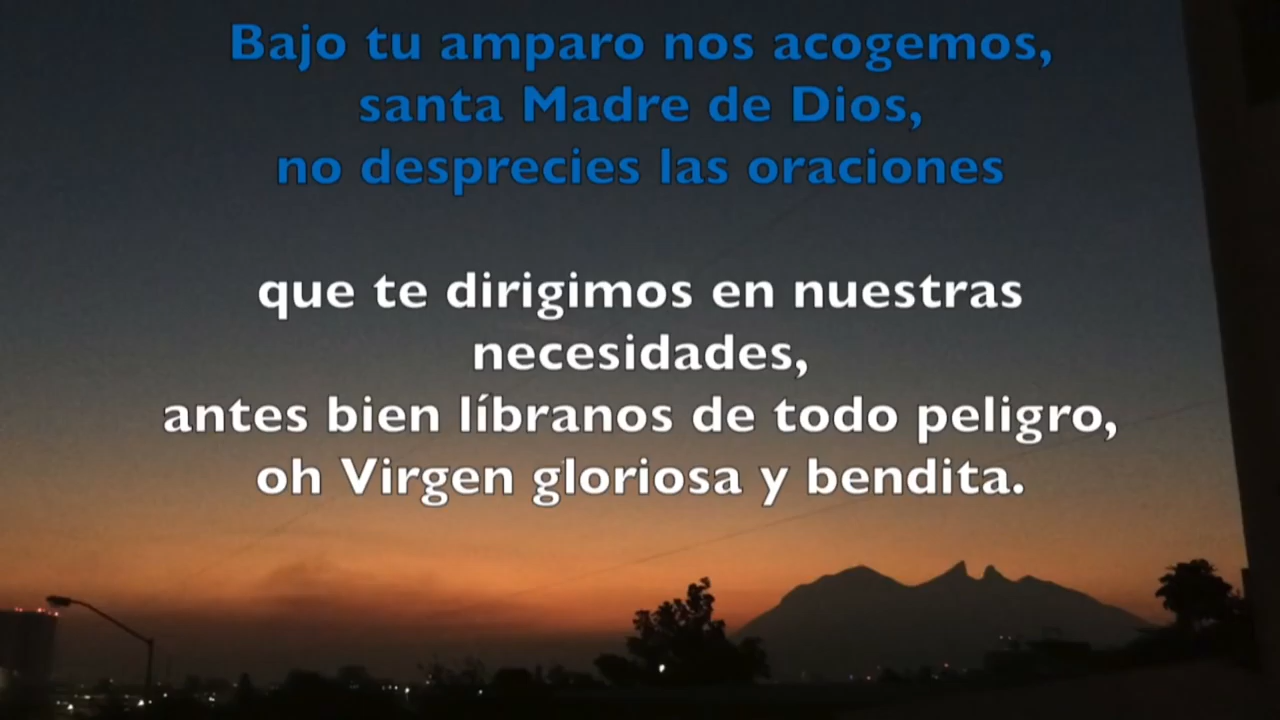 Bajo tu amparo nos acogemos,
santa Madre de Dios,
no desprecies las oraciones
que te dirigimos en nuestras
necesidades,
antes bien líbranos de todo peligro,
oh Virgen gloriosa y bendita.